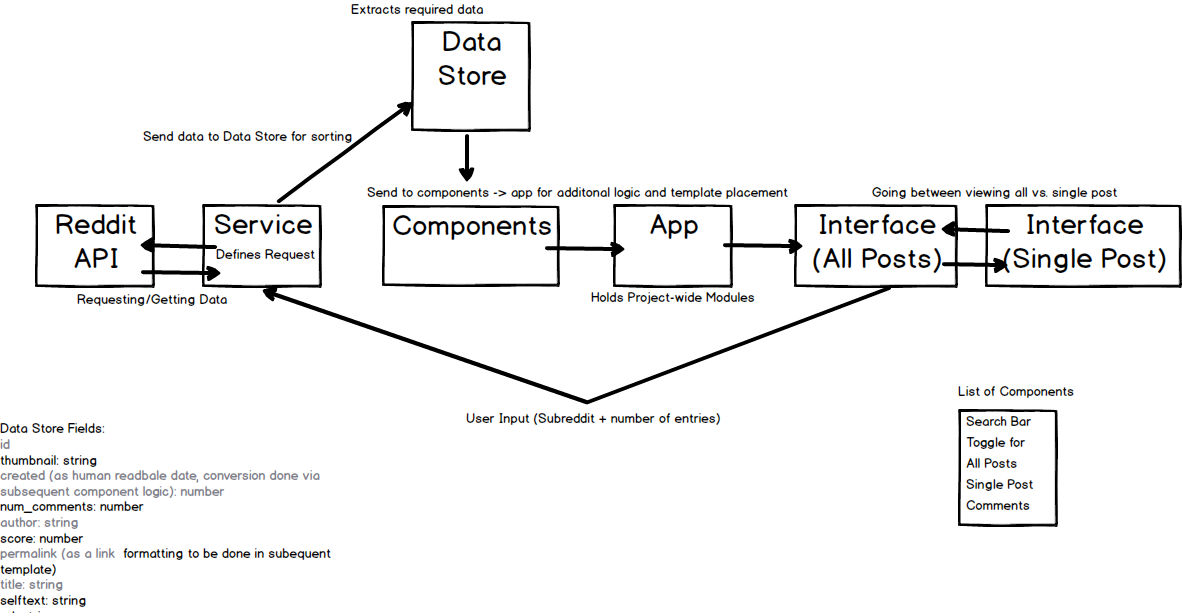 Extracts required data
Data
Store
Send data to Data Store for sorting
Send to components -> app for additonal logic and template placement
Going between viewing all vs. single post
Reddit
API
Service
Defines Request
Components
App
Interface
(All Posts)
Interface
(Single Post)
Requesting/Getting Data
Holds Project-wide Modules
User Input (Subreddit + number of entries)
List of Components
Search Bar
Toggle for
All Posts
Single Post
Comments
Data Store Fields:
id
thumbnail: string
created (as human readbale date, conversion done via
subsequent component logic): number
num_comments: number
author: string
score: number
permalink (as a link formatting to be done in subequent
template)
title: string
selftext: string